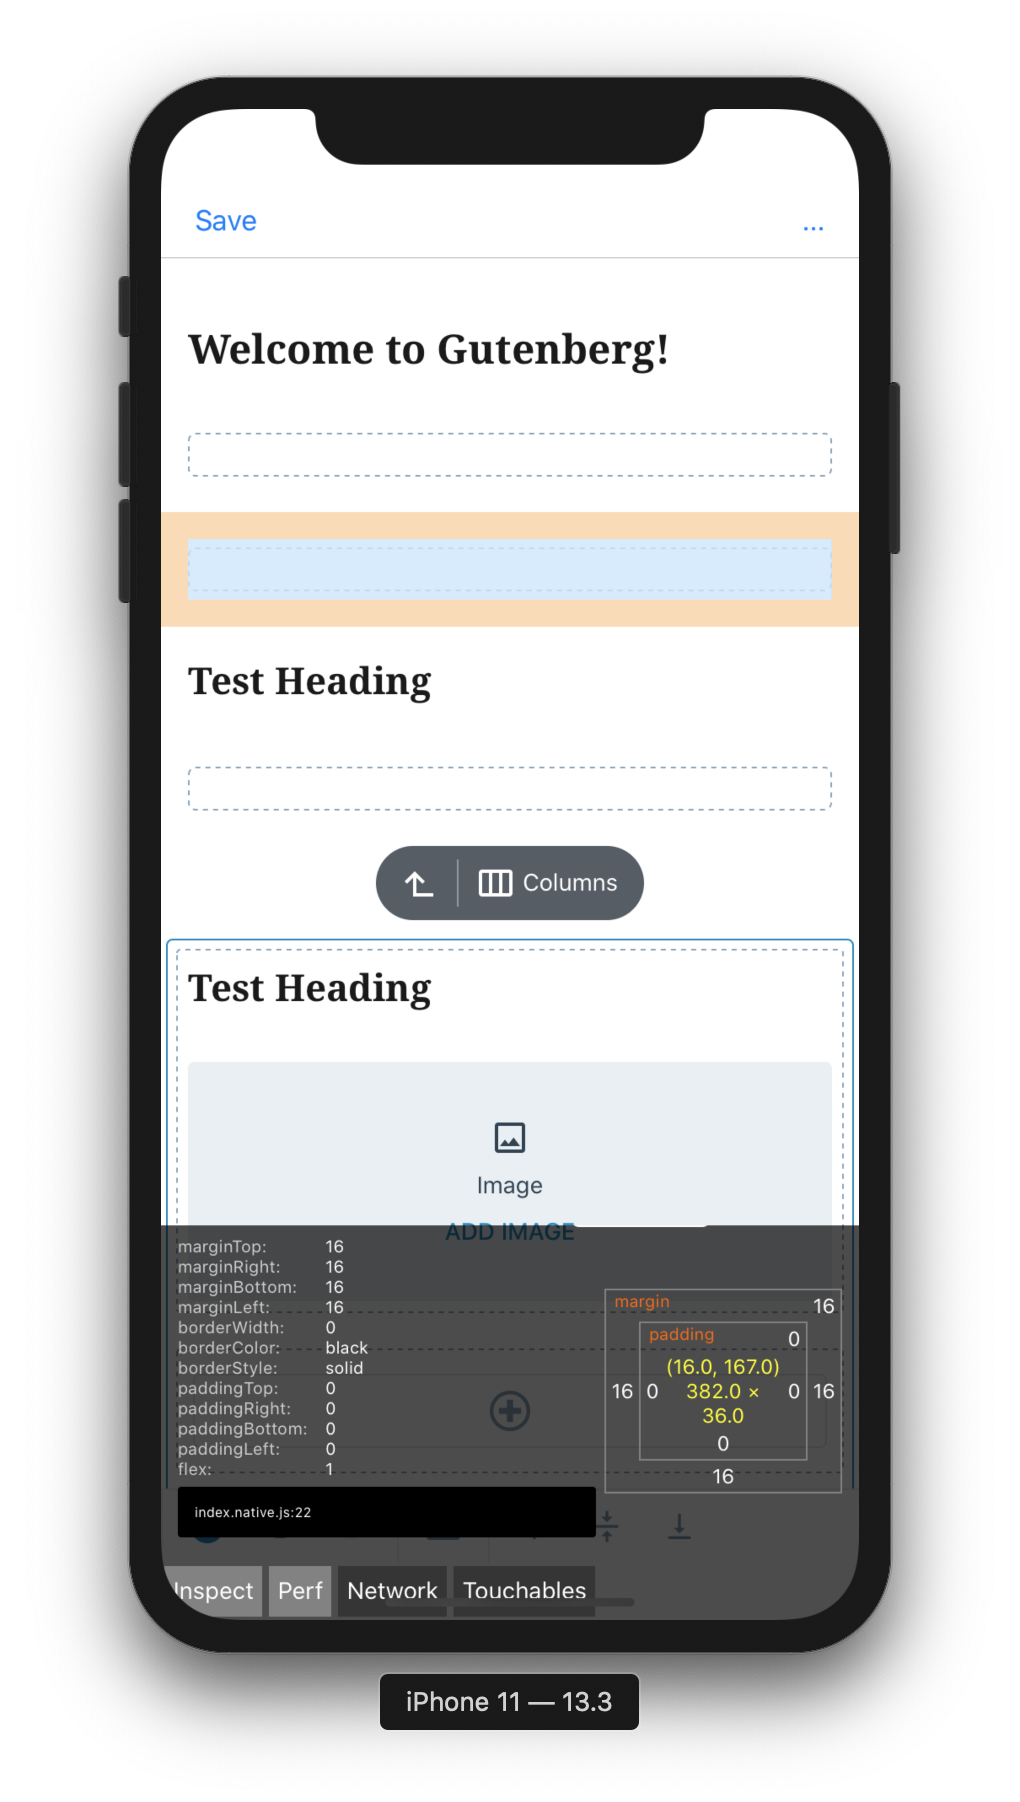 Save
...
Welcome to Gutenberg!
Test Heading
Columns
Test Heading
Image
ADD IMAGE
marginTop: 16
marginRight: 16
marginBottom: 16
marginLeft: 16
borderWidth: 0
borderColor: black
borderStyle: solid
paddingTop: 0
paddingRight: 0
paddingBottom: 0
paddingLeft: 0
flex: 1
margin 16
padding 0
(16.0, 167.0)
16 0 382.0 × 0 16
36.0
0
16
index.native.js:22
Inspect Perf Network Touchables
iPhone 11 — 13.3